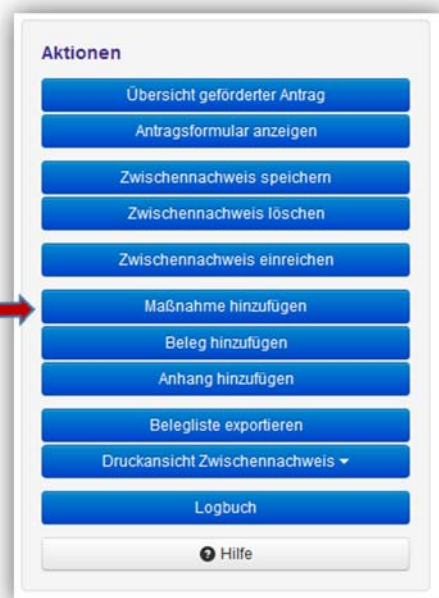 Aktionen
Übersicht geförderter Antrag
Antragsformular anzeigen
Zwischennachweis speichern
Zwischennachweis löschen
Zwischennachweis einreichen
Maßnahme hinzufügen
Beleg hinzufügen
Anhang hinzufügen
Belegliste exportieren
Druckansicht Zwischennachweis
Logbuch
Hilfe